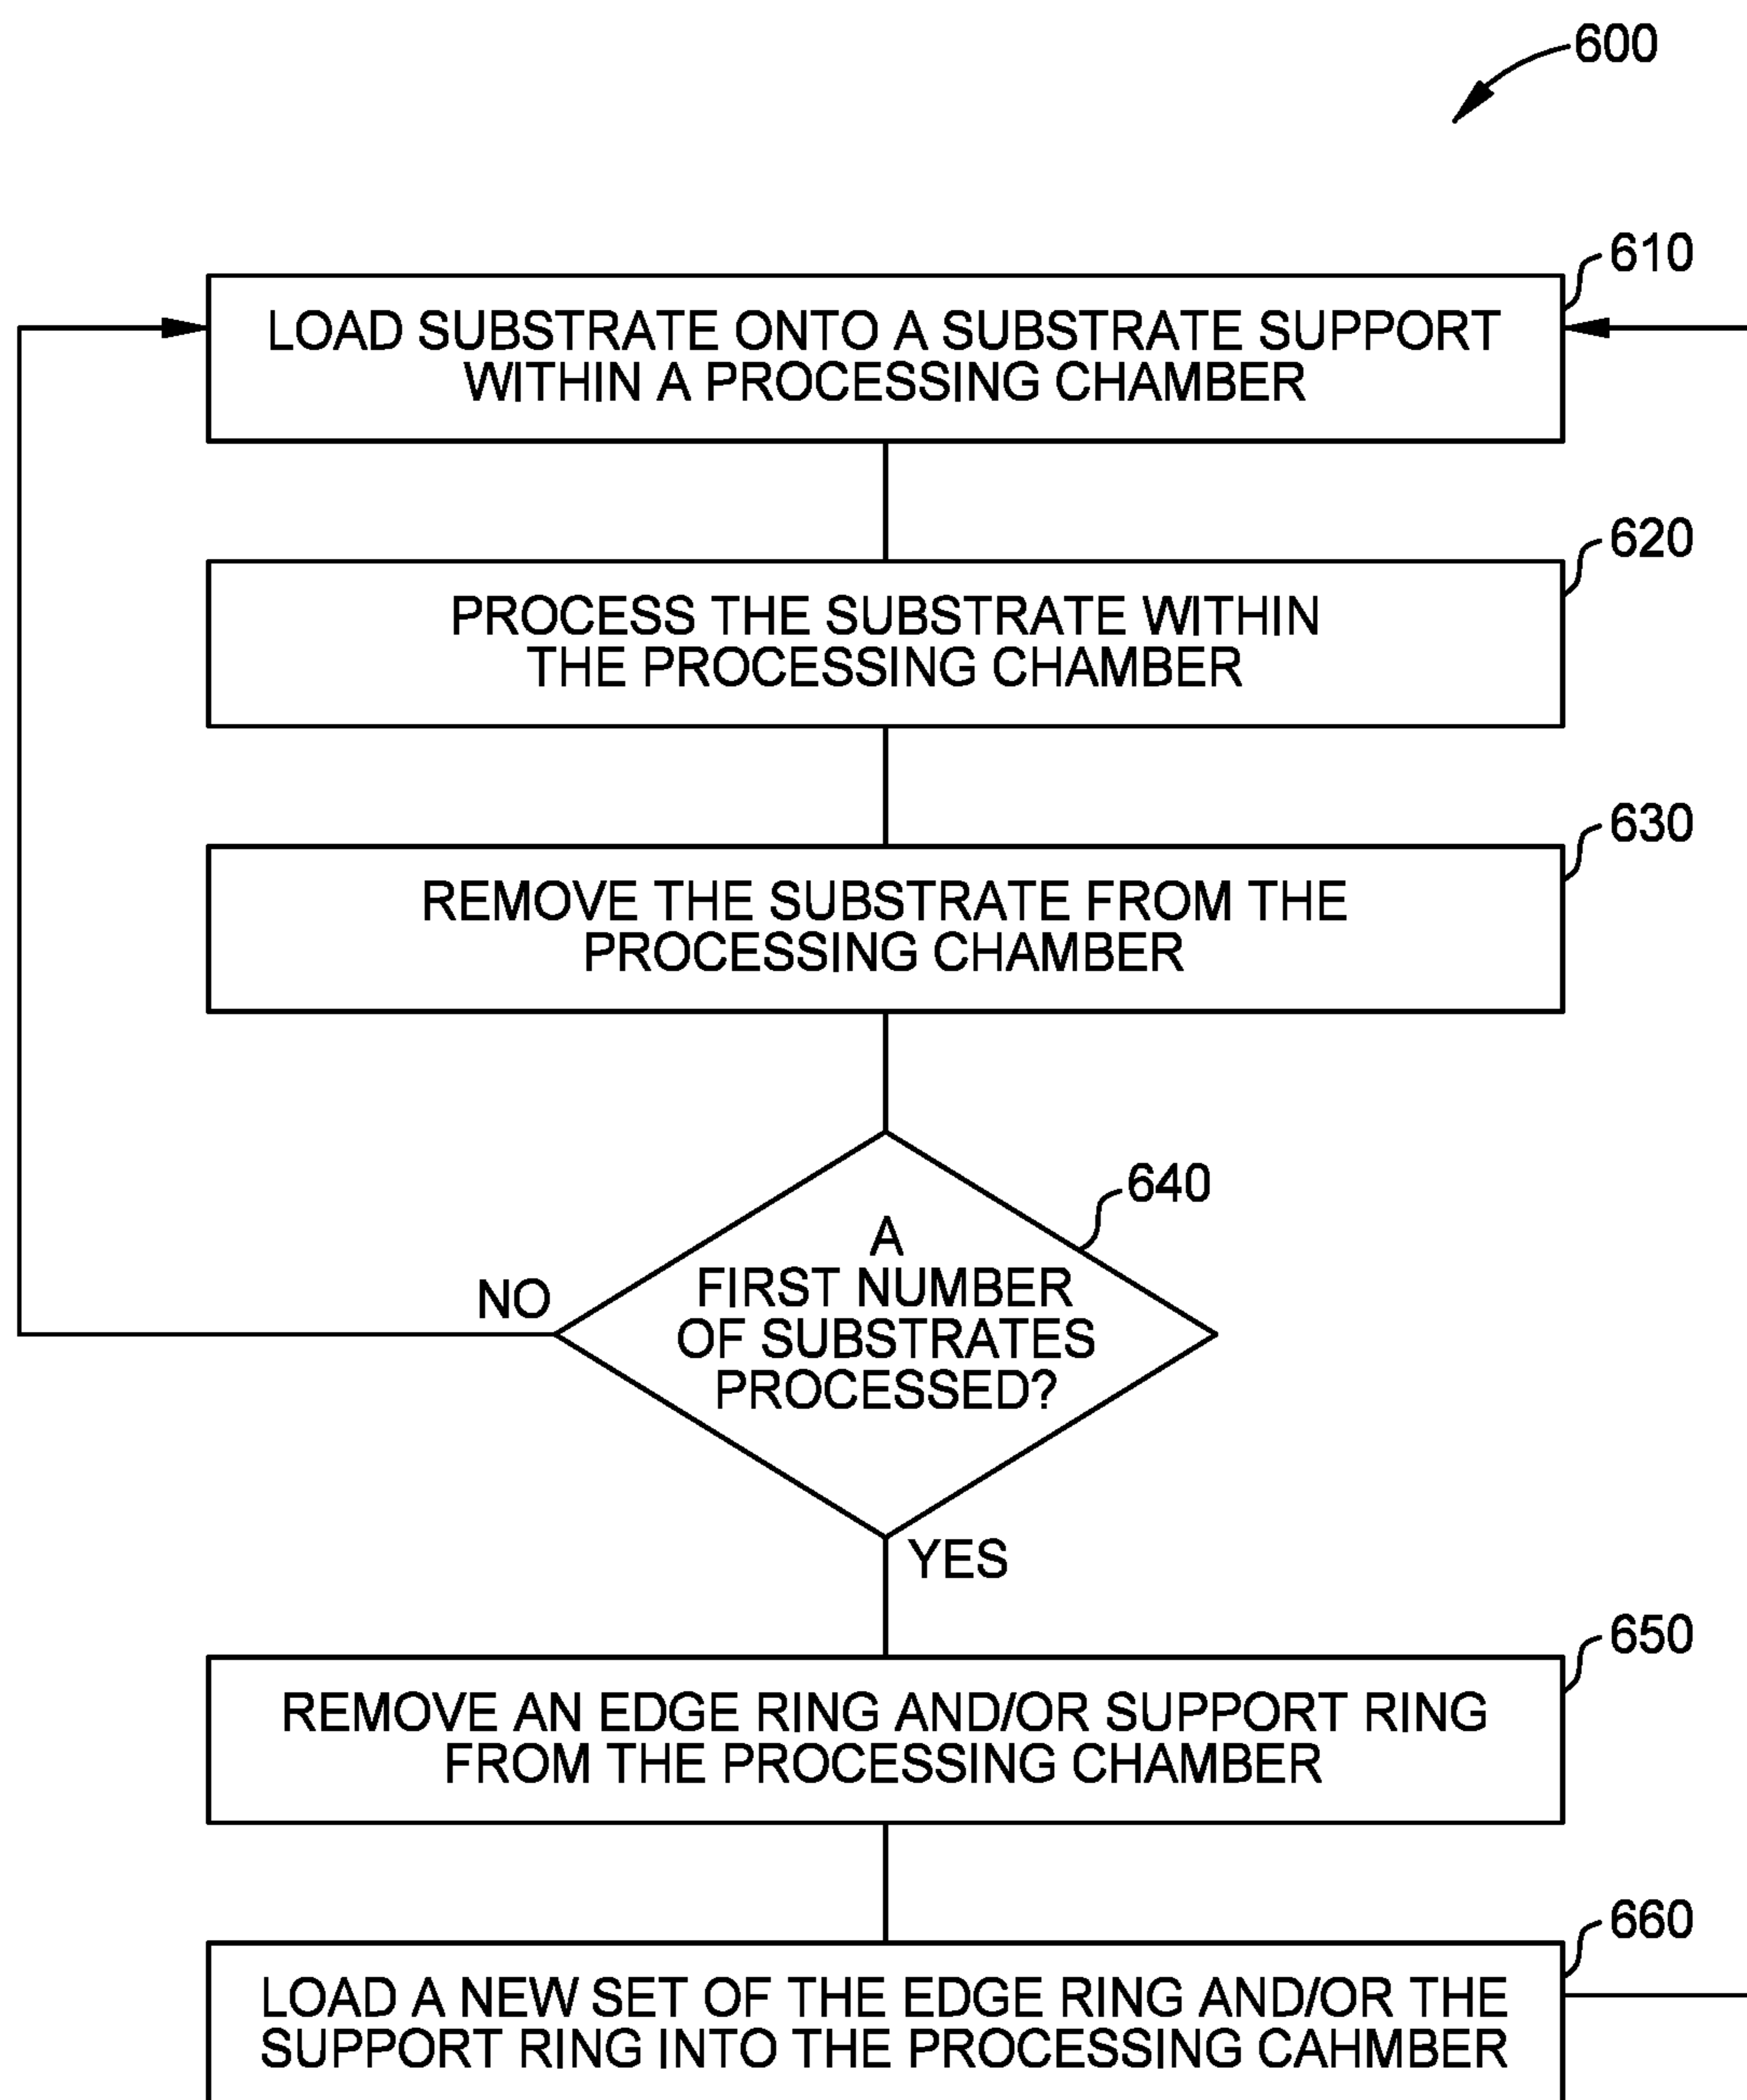 600
610
LOAD SUBSTRATE ONTO A SUBSTRATE SUPPORT
WITHIN A PROCESSING CHAMBER
620
PROCESS THE SUBSTRATE WITHIN
THE PROCESSING CHAMBER
630
REMOVE THE SUBSTRATE FROM THE
PROCESSING CHAMBER
640
A
FIRST NUMBER
OF SUBSTRATES
PROCESSED?
NO
YES
650
REMOVE AN EDGE RING AND/OR SUPPORT RING
FROM THE PROCESSING CHAMBER
660
LOAD A NEW SET OF THE EDGE RING AND/OR THE
SUPPORT RING INTO THE PROCESSING CAHMBER